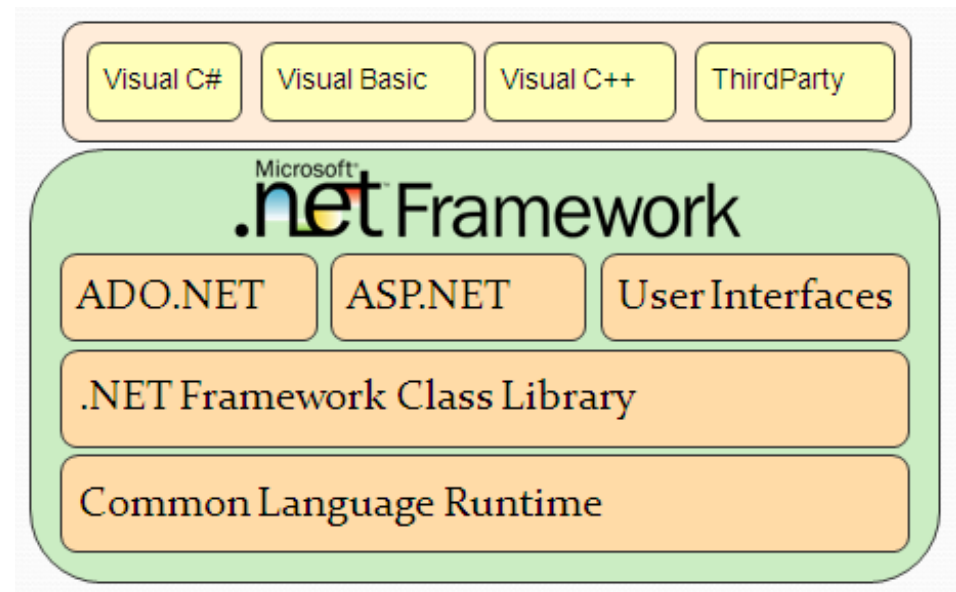 Visual C# Visual Basic Visual C++ ThirdParty
Microsoft
.net Framework
ADO.NET ASP.NET User Interfaces
.NET Framework Class Library
Common Language Runtime